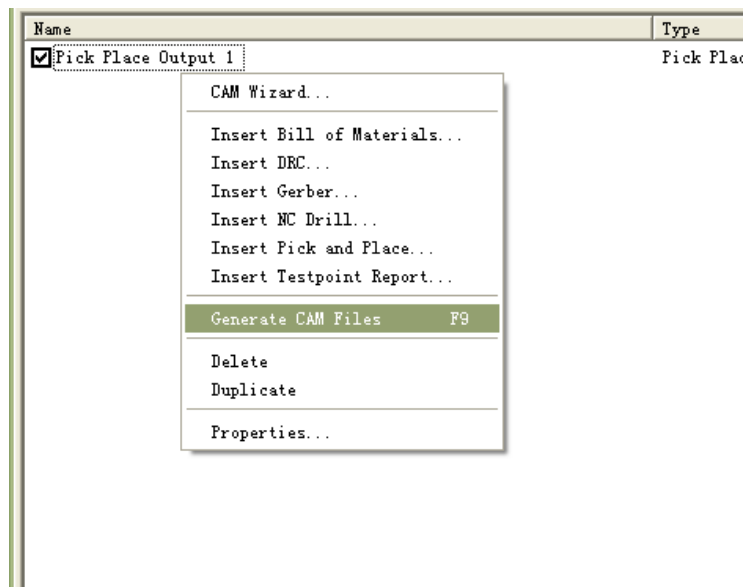 Name Type
Pick Place Output 1 Pick Plac
CAM Wizard...
Insert Bill of Materials...
Insert DRC...
Insert Gerber...
Insert NC Drill...
Insert Pick and Place...
Insert Testpoint Report...
Generate CAM Files F9
Delete
Duplicate
Properties...